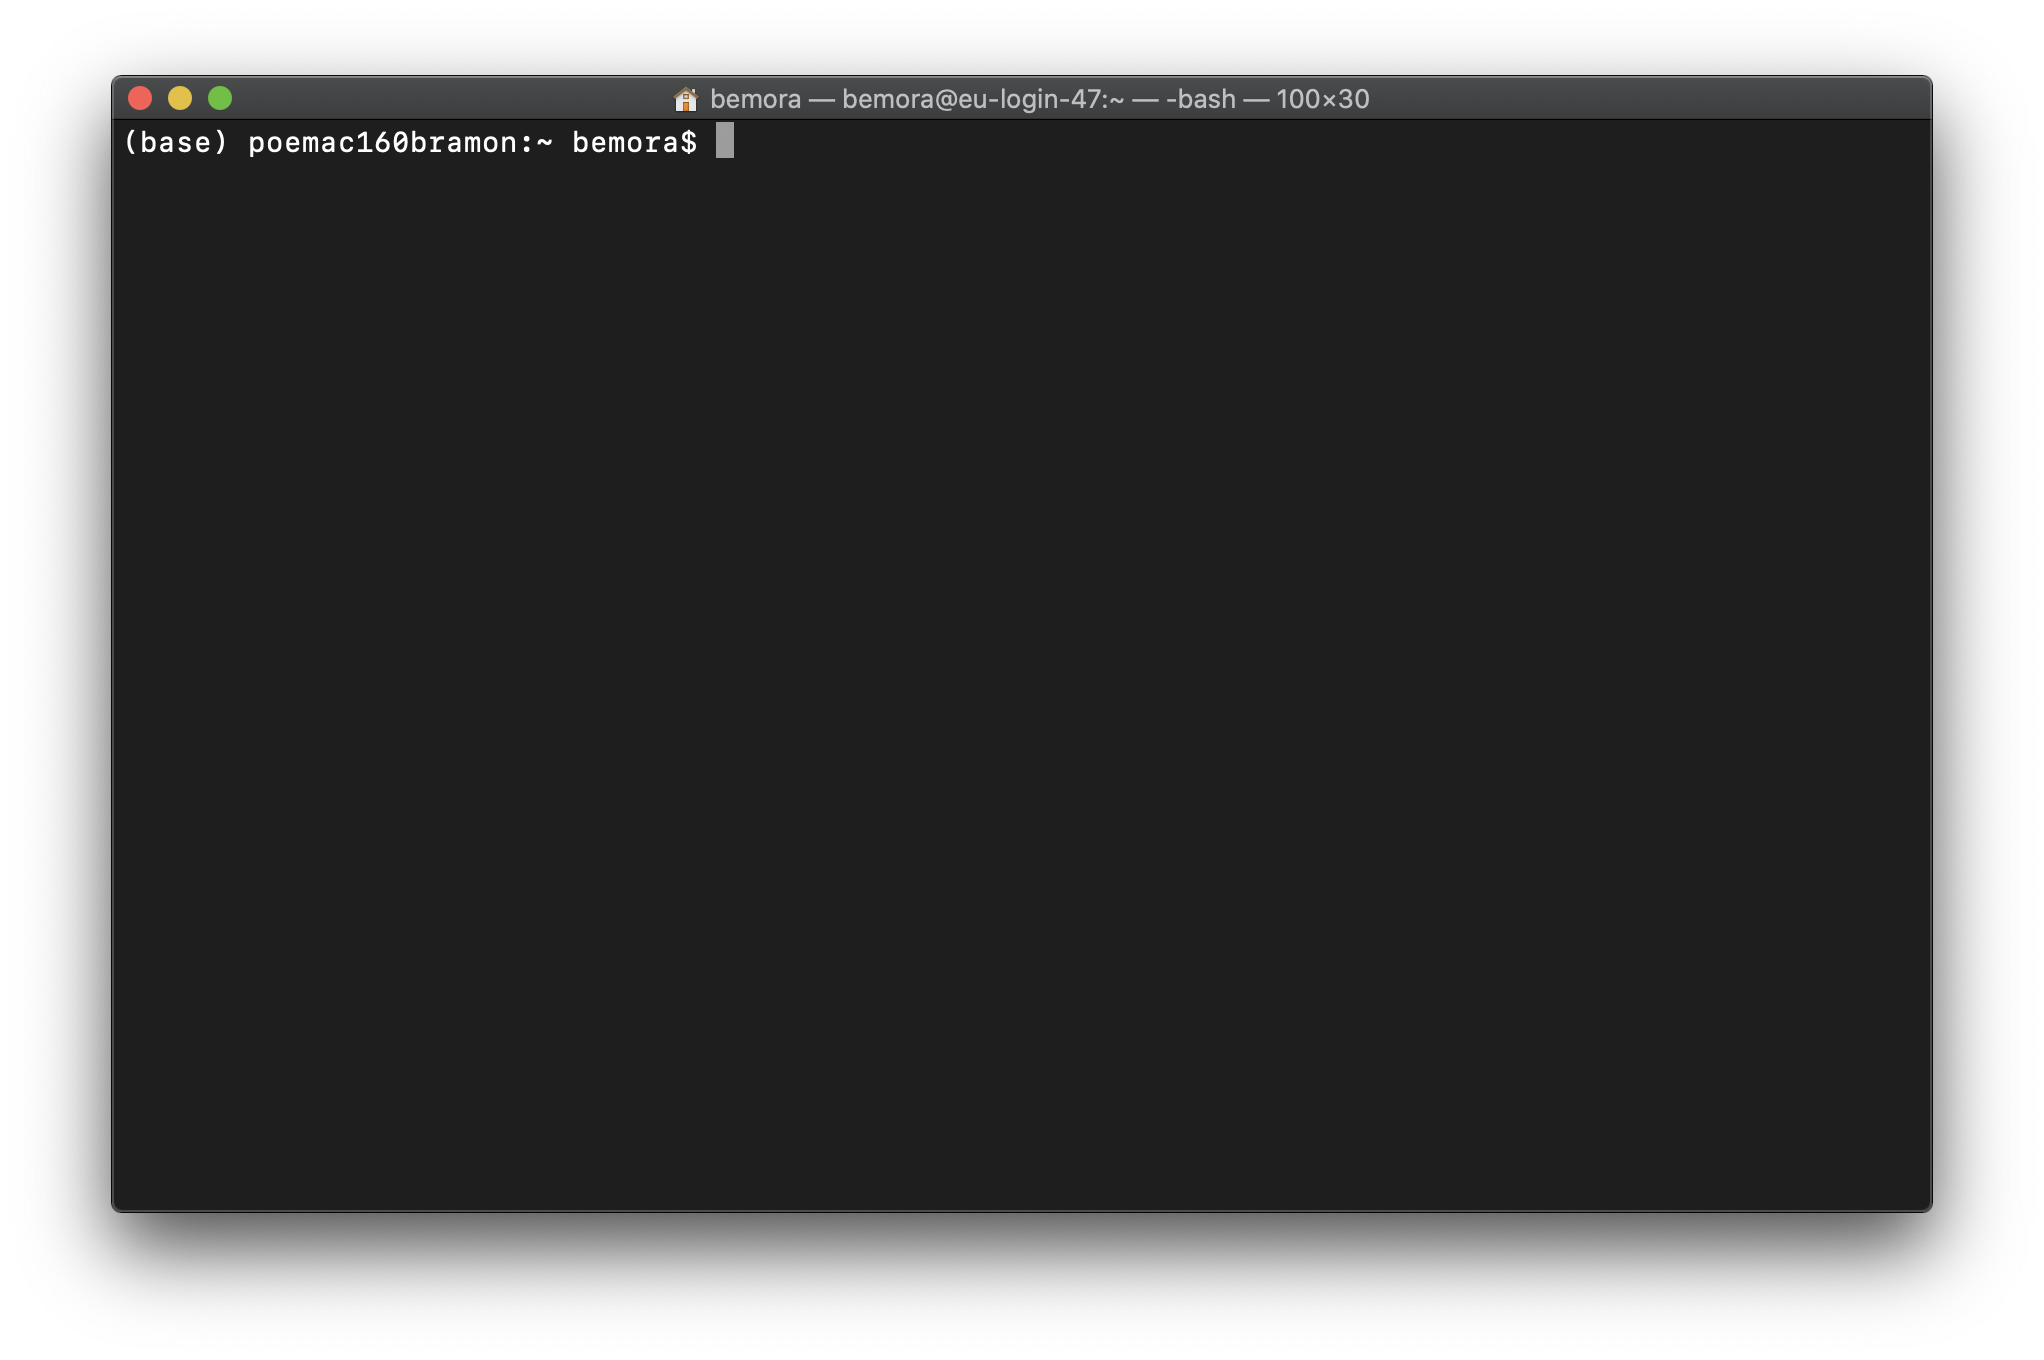 bemora — bemora@eu-login-47:~ — -bash — 100×30
(base) poemac160bramon:~ bemora$